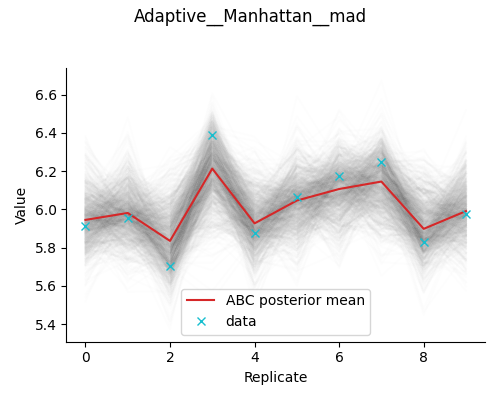 Adaptive__Manhattan__mad
Value
6.6
6.4
6.2
6.0
5.8
5.6
5.4
ABC posterior mean
data
0 2 4 6 8
Replicate